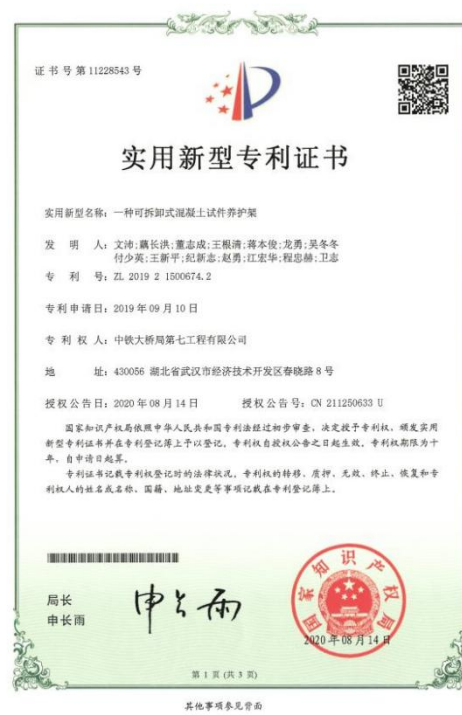 证书号第11228543号
实用新型专利证书
实用新型名称：一种可拆卸式混凝土试件养护架
发 明 人：文沛;藕长洪;董志成;王根清;蒋本俊;龙勇;吴冬冬
付少英;王新平;纪新志;赵勇;江宏华;程忠赫;卫志
专 利 号：ZL 2019 2 1500674.2
专利申请日：2019年09月10日
专 利 权 人：中铁大桥局第七工程有限公司
地 址：430056 湖北省武汉市经济技术开发区春晓路8号
授权公告日：2020年08月14日 授权公告号：CN 211250633 U
国家知识产权局依照中华人民共和国专利法经过初步审查，决定授予专利权，颁发实用
新型专利证书并在专利登记簿上予以登记，专利权自授权公告之日起生效。专利权期限为十
年，自申请日起算。
专利证书记载专利权登记时的法律状况。专利权的转移、质押、无效、终止、恢复和专
利权人的姓名或名称、国籍、地址变更等事项记载在专利登记簿上。
局长
申长雨
申长雨
国家知识产权局
2020年08月14日
第 1 页 (共 3 页)
其他事项参见背面